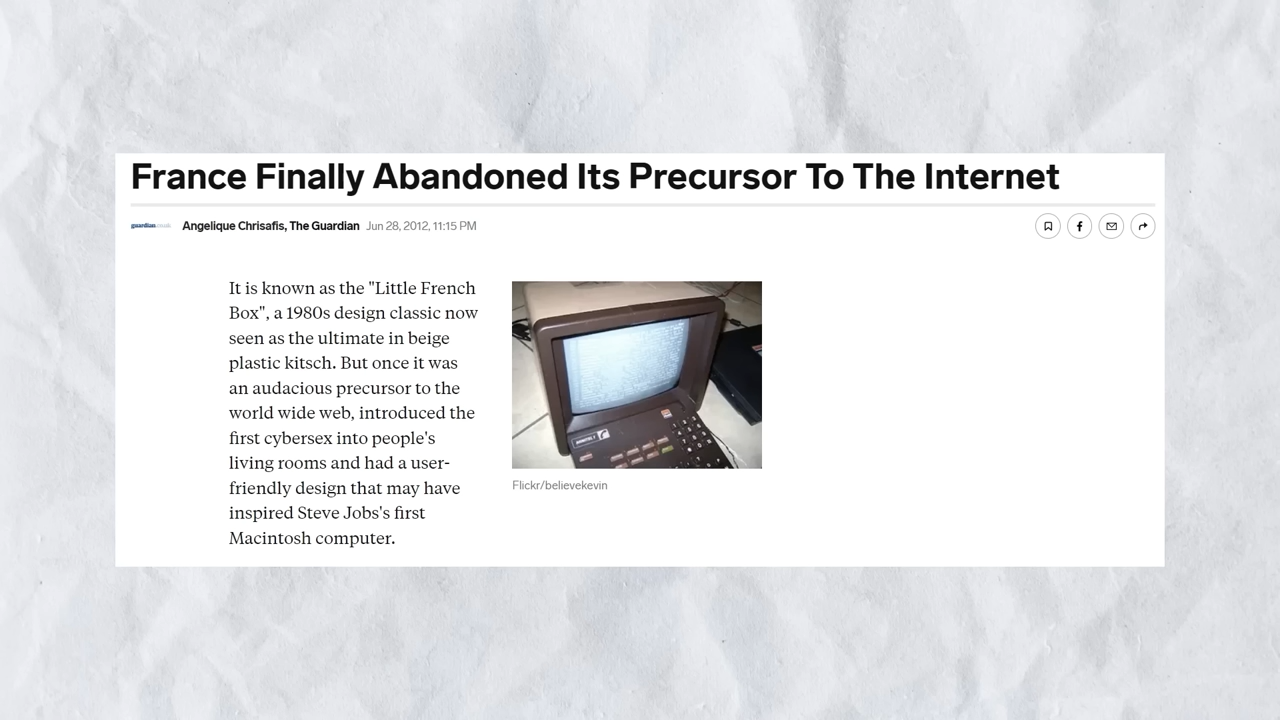 France Finally Abandoned Its Precursor To The Internet
guardian.co.uk
Angelique Chrisafis, The Guardian Jun 28, 2012, 11:15 PM
It is known as the "Little French
Box", a 1980s design classic now
seen as the ultimate in beige
plastic kitsch. But once it was
an audacious precursor to the
world wide web, introduced the
first cybersex into people's
living rooms and had a user-
friendly design that may have
inspired Steve Jobs's first
Macintosh computer.
Flickr/believekevin